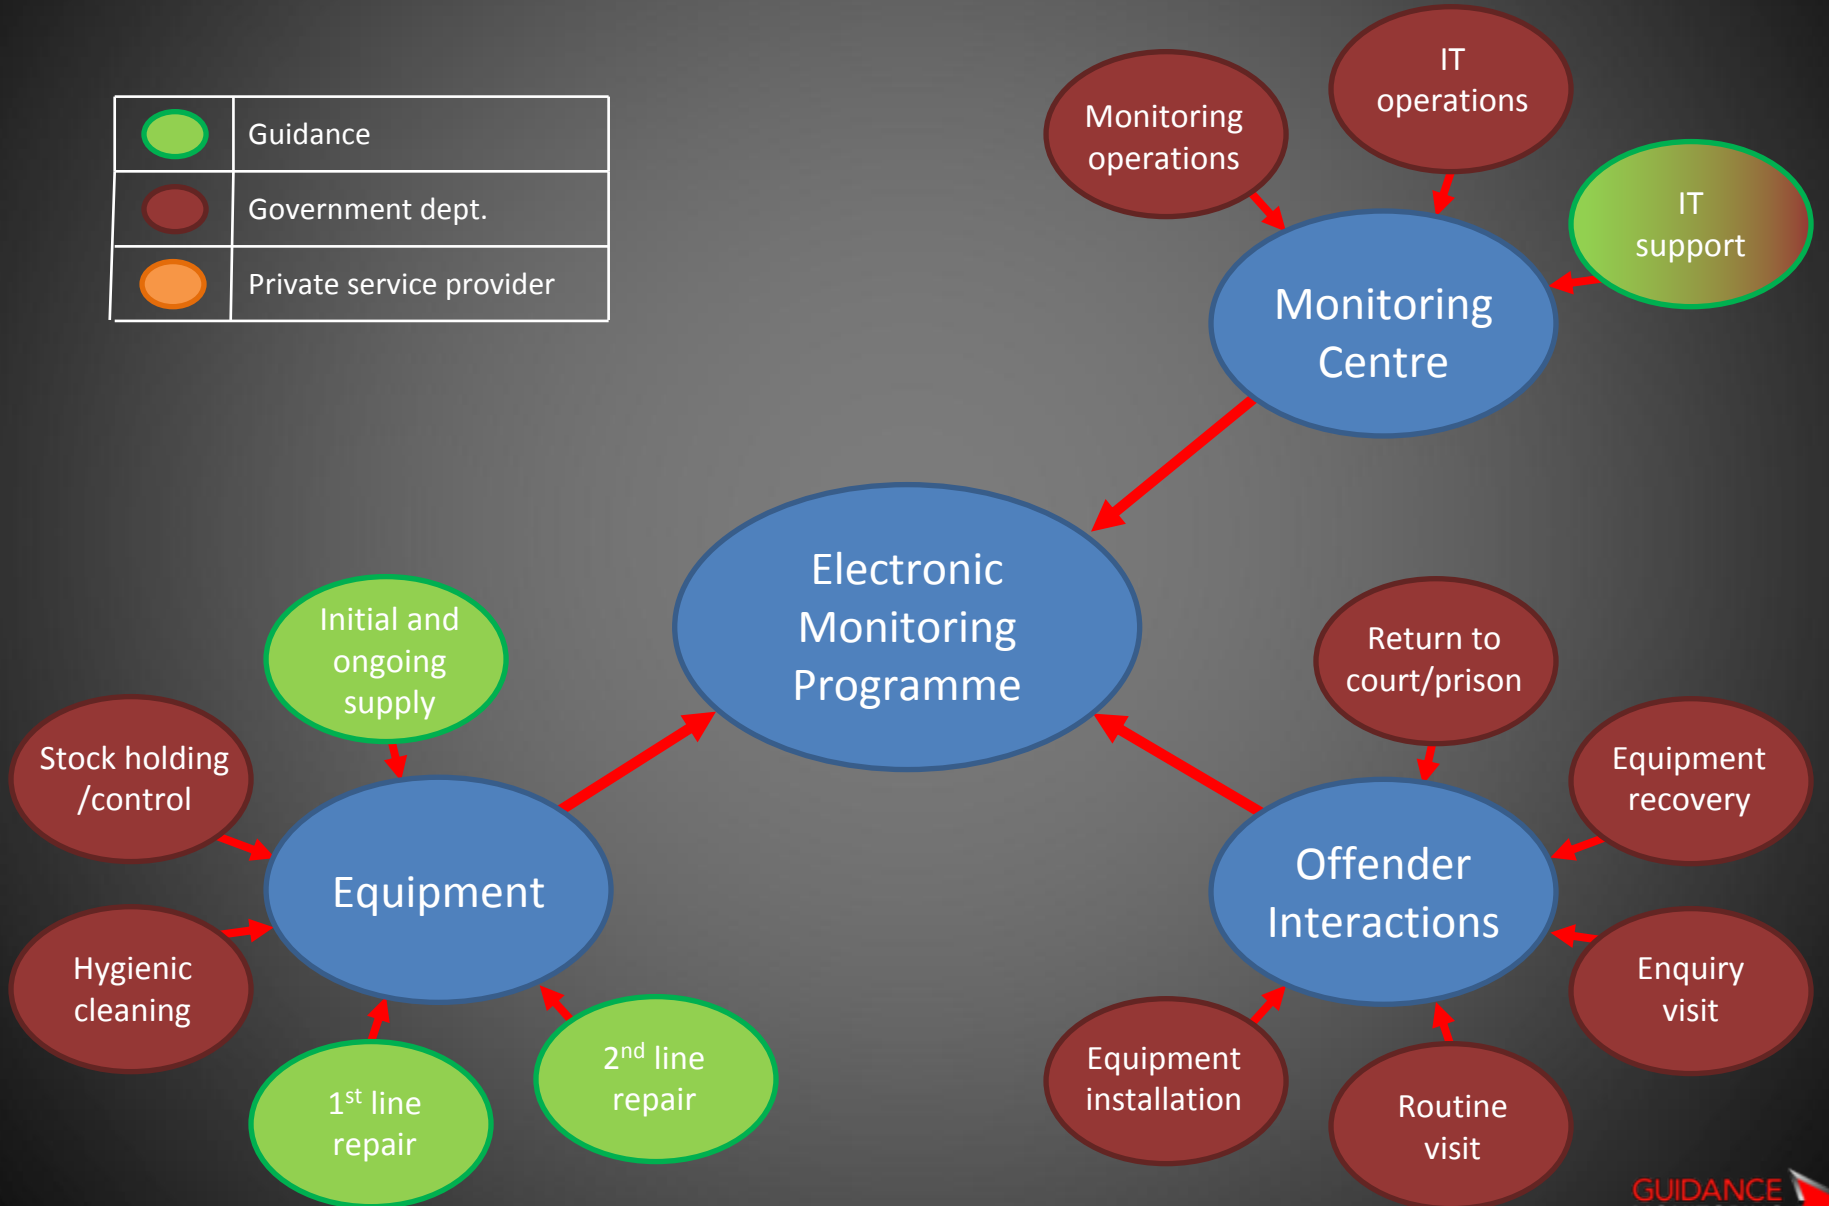 Guidance
Government dept.
Private service provider
Monitoring
operations
IT
operations
IT
support
Monitoring
Centre
Electronic
Monitoring
Programme
Initial and
ongoing
supply
Stock holding
/control
Equipment
Hygienic
cleaning
1st line
repair
2nd line
repair
Return to
court/prison
Equipment
recovery
Offender
Interactions
Enquiry
visit
Equipment
installation
Routine
visit
GUIDANCE